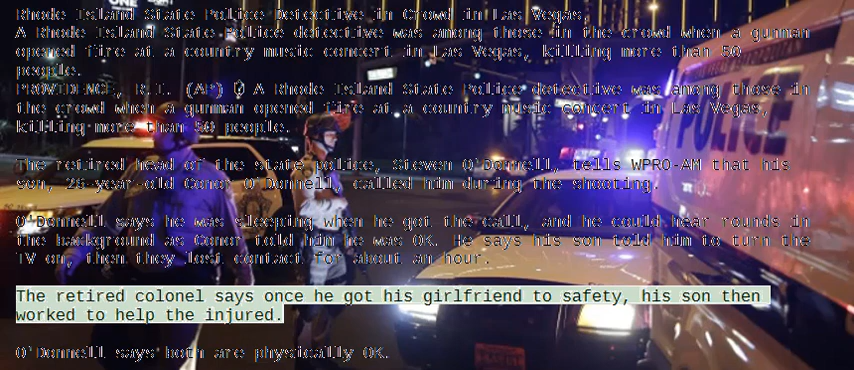 ONE
Rhode Island State Police Detective in Crowd in Las Vegas.
A Rhode Island State Police detective was among those in the crowd when a gunman
opened fire at a country music concert in Las Vegas, killing more than 50
people.
PROVIDENCE, R.I. (AP) � A Rhode Island State Police detective was among those in
the crowd when a gunman opened fire at a country music concert in Las Vegas,
killing more than 50 people.
The retired head of the state police, Steven O'Donnell, tells WPRO-AM that his
son, 26-year-old Conor O'Donnell, called him during the shooting.
O'Donnell says he was sleeping when he got the call, and he could hear rounds in
the background as Conor told him he was OK. He says his son told him to turn the
TV on, then they lost contact for about an hour.
The retired colonel says once he got his girlfriend to safety, his son then
worked to help the injured.
O'Donnell says both are physically OK.
POLICE